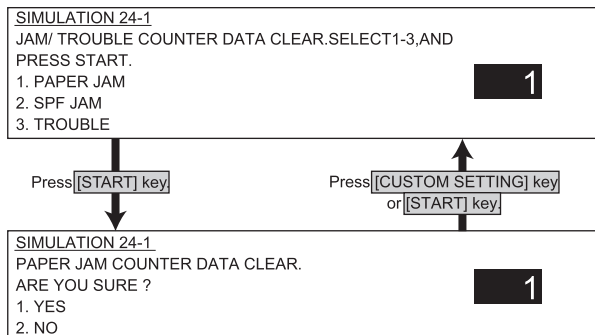 SIMULATION 24-1
JAM/ TROUBLE COUNTER DATA CLEAR.SELECT1-3,AND
PRESS START.
1. PAPER JAM
2. SPF JAM
3. TROUBLE
1
Press [START] key.
Press [CUSTOM SETTING] key
or [START] key.
SIMULATION 24-1
PAPER JAM COUNTER DATA CLEAR.
ARE YOU SURE ?
1. YES
2. NO
1